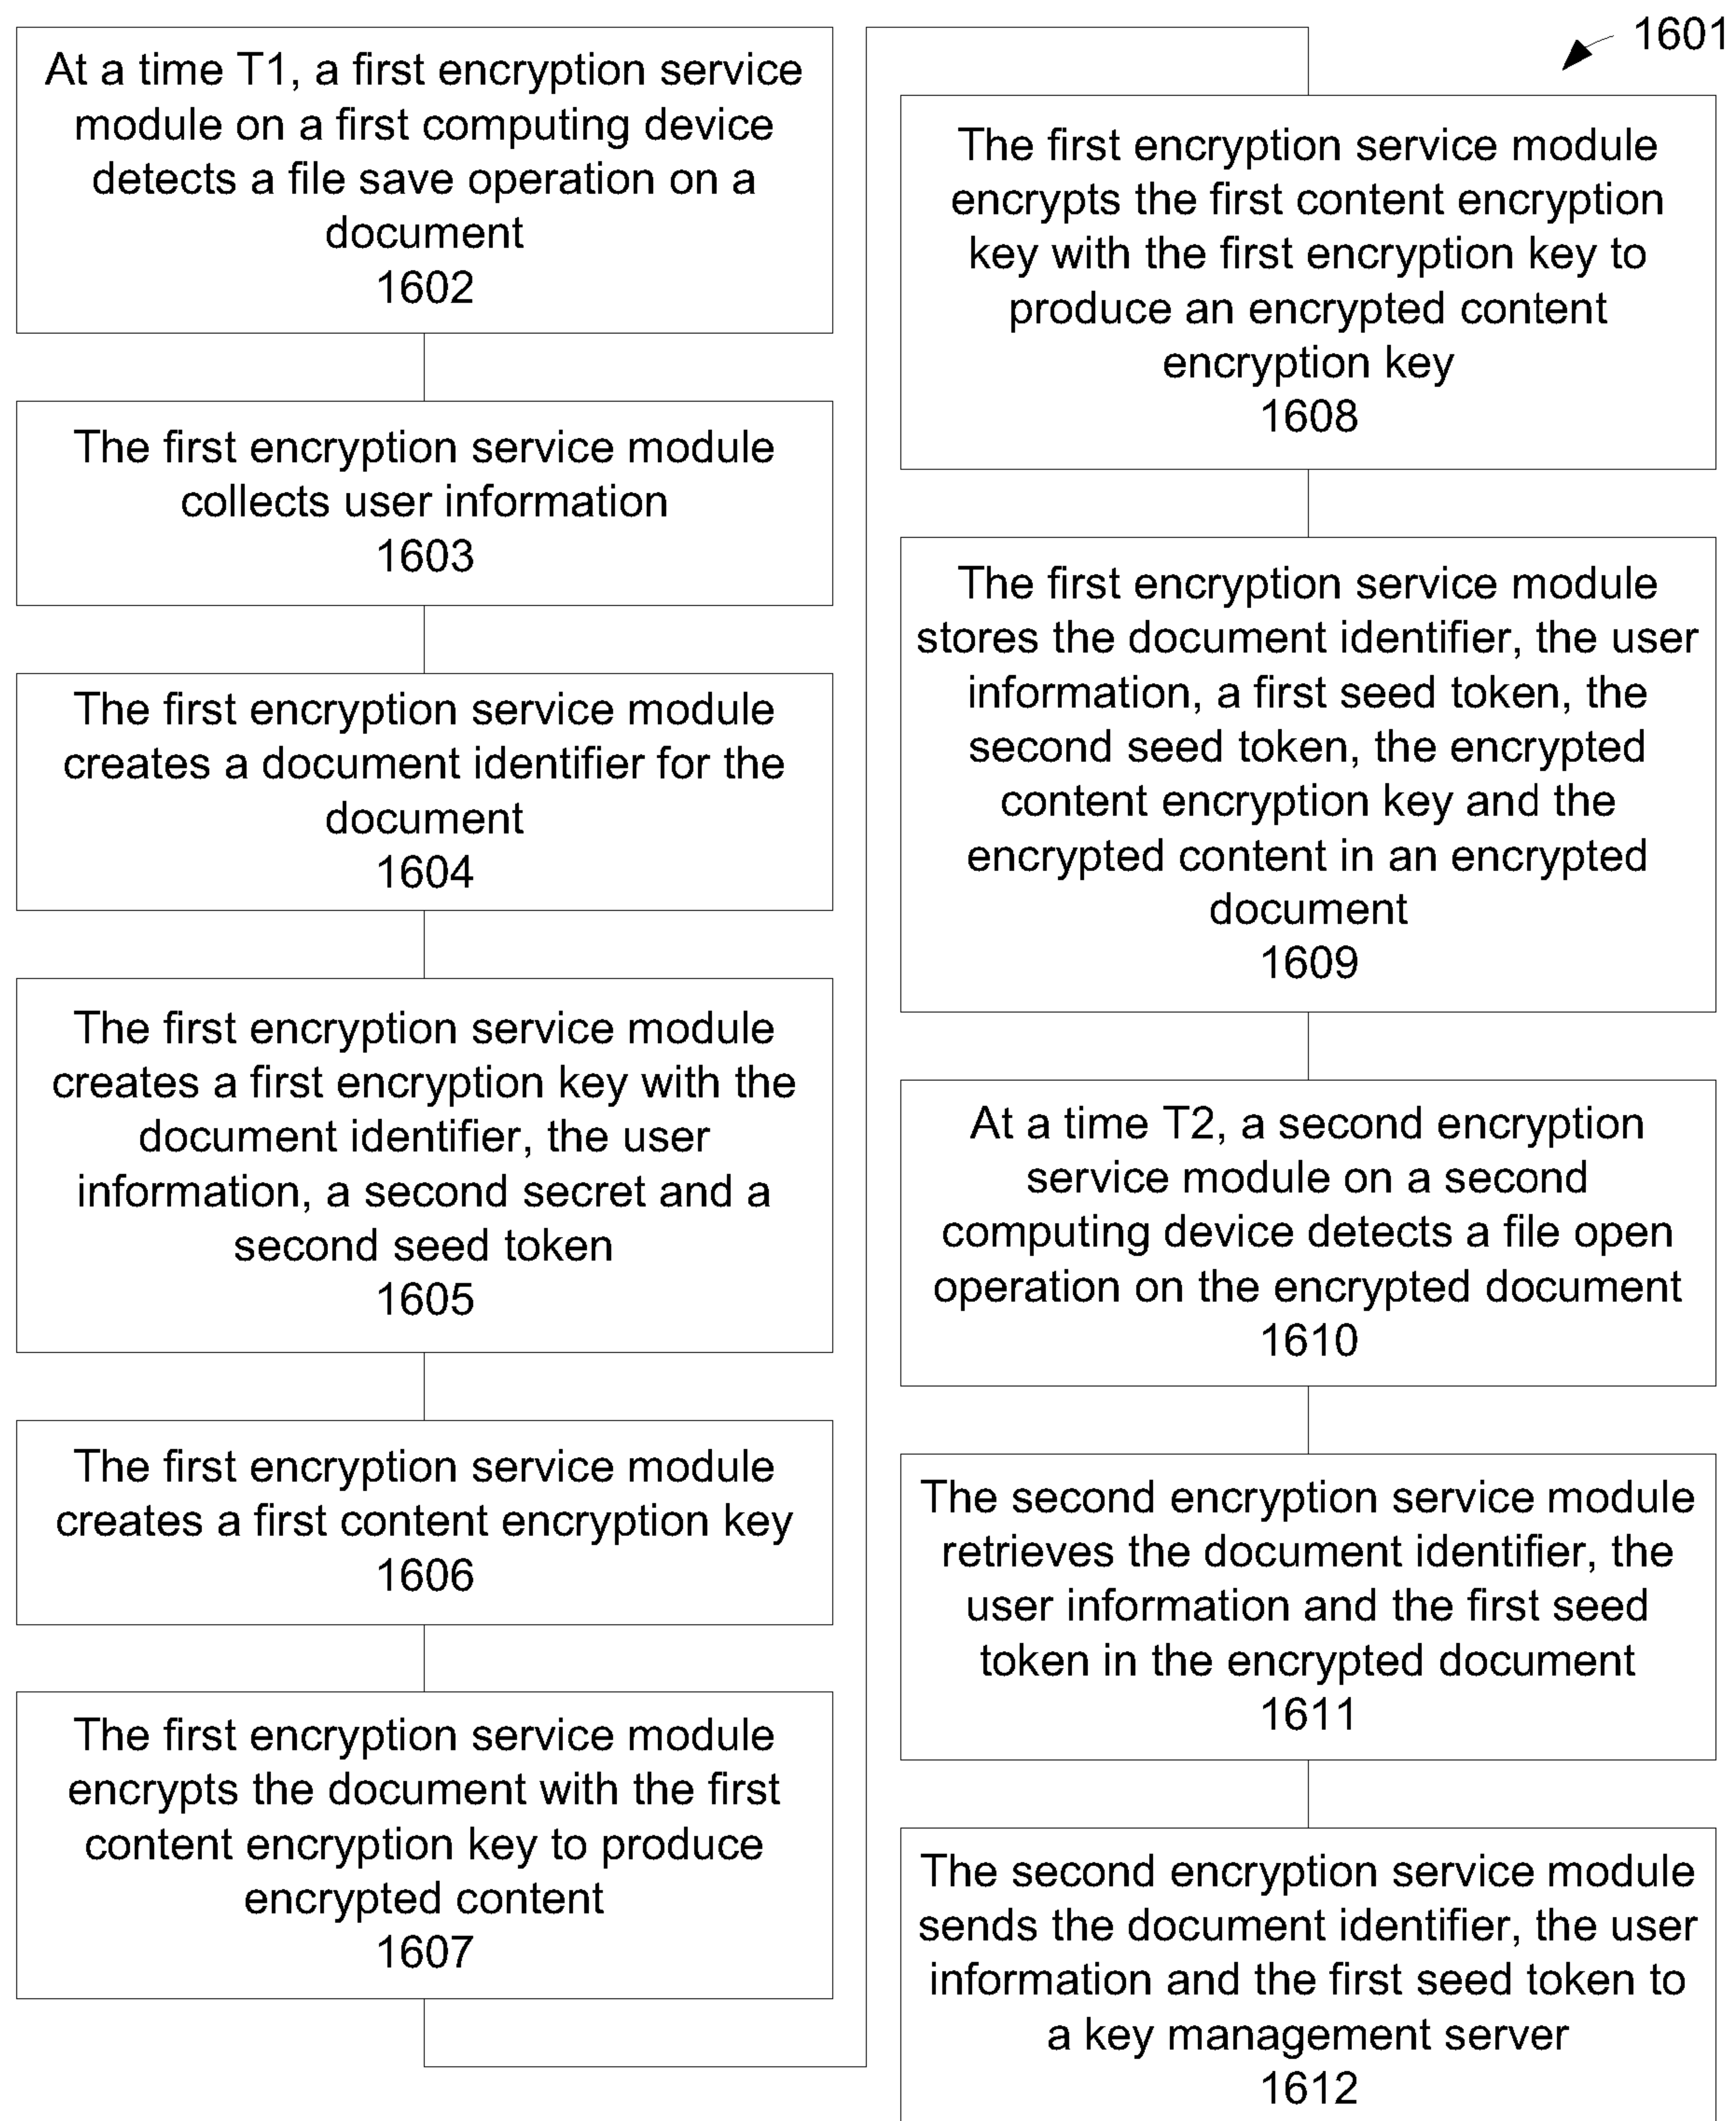 1601
At a time T1, a first encryption service
module on a first computing device
detects a file save operation on a
document
1602
The first encryption service module
collects user information
1603
The first encryption service module
creates a document identifier for the
document
1604
The first encryption service module
creates a first encryption key with the
document identifier, the user
information, a second secret and a
second seed token
1605
The first encryption service module
creates a first content encryption key
1606
The first encryption service module
encrypts the document with the first
content encryption key to produce
encrypted content
1607
The first encryption service module
encrypts the first content encryption
key with the first encryption key to
produce an encrypted content
encryption key
1608
The first encryption service module
stores the document identifier, the user
information, a first seed token, the
second seed token, the encrypted
content encryption key and the
encrypted content in an encrypted
document
1609
At a time T2, a second encryption
service module on a second
computing device detects a file open
operation on the encrypted document
1610
The second encryption service module
retrieves the document identifier, the
user information and the first seed
token in the encrypted document
1611
The second encryption service module
sends the document identifier, the user
information and the first seed token to
a key management server
1612